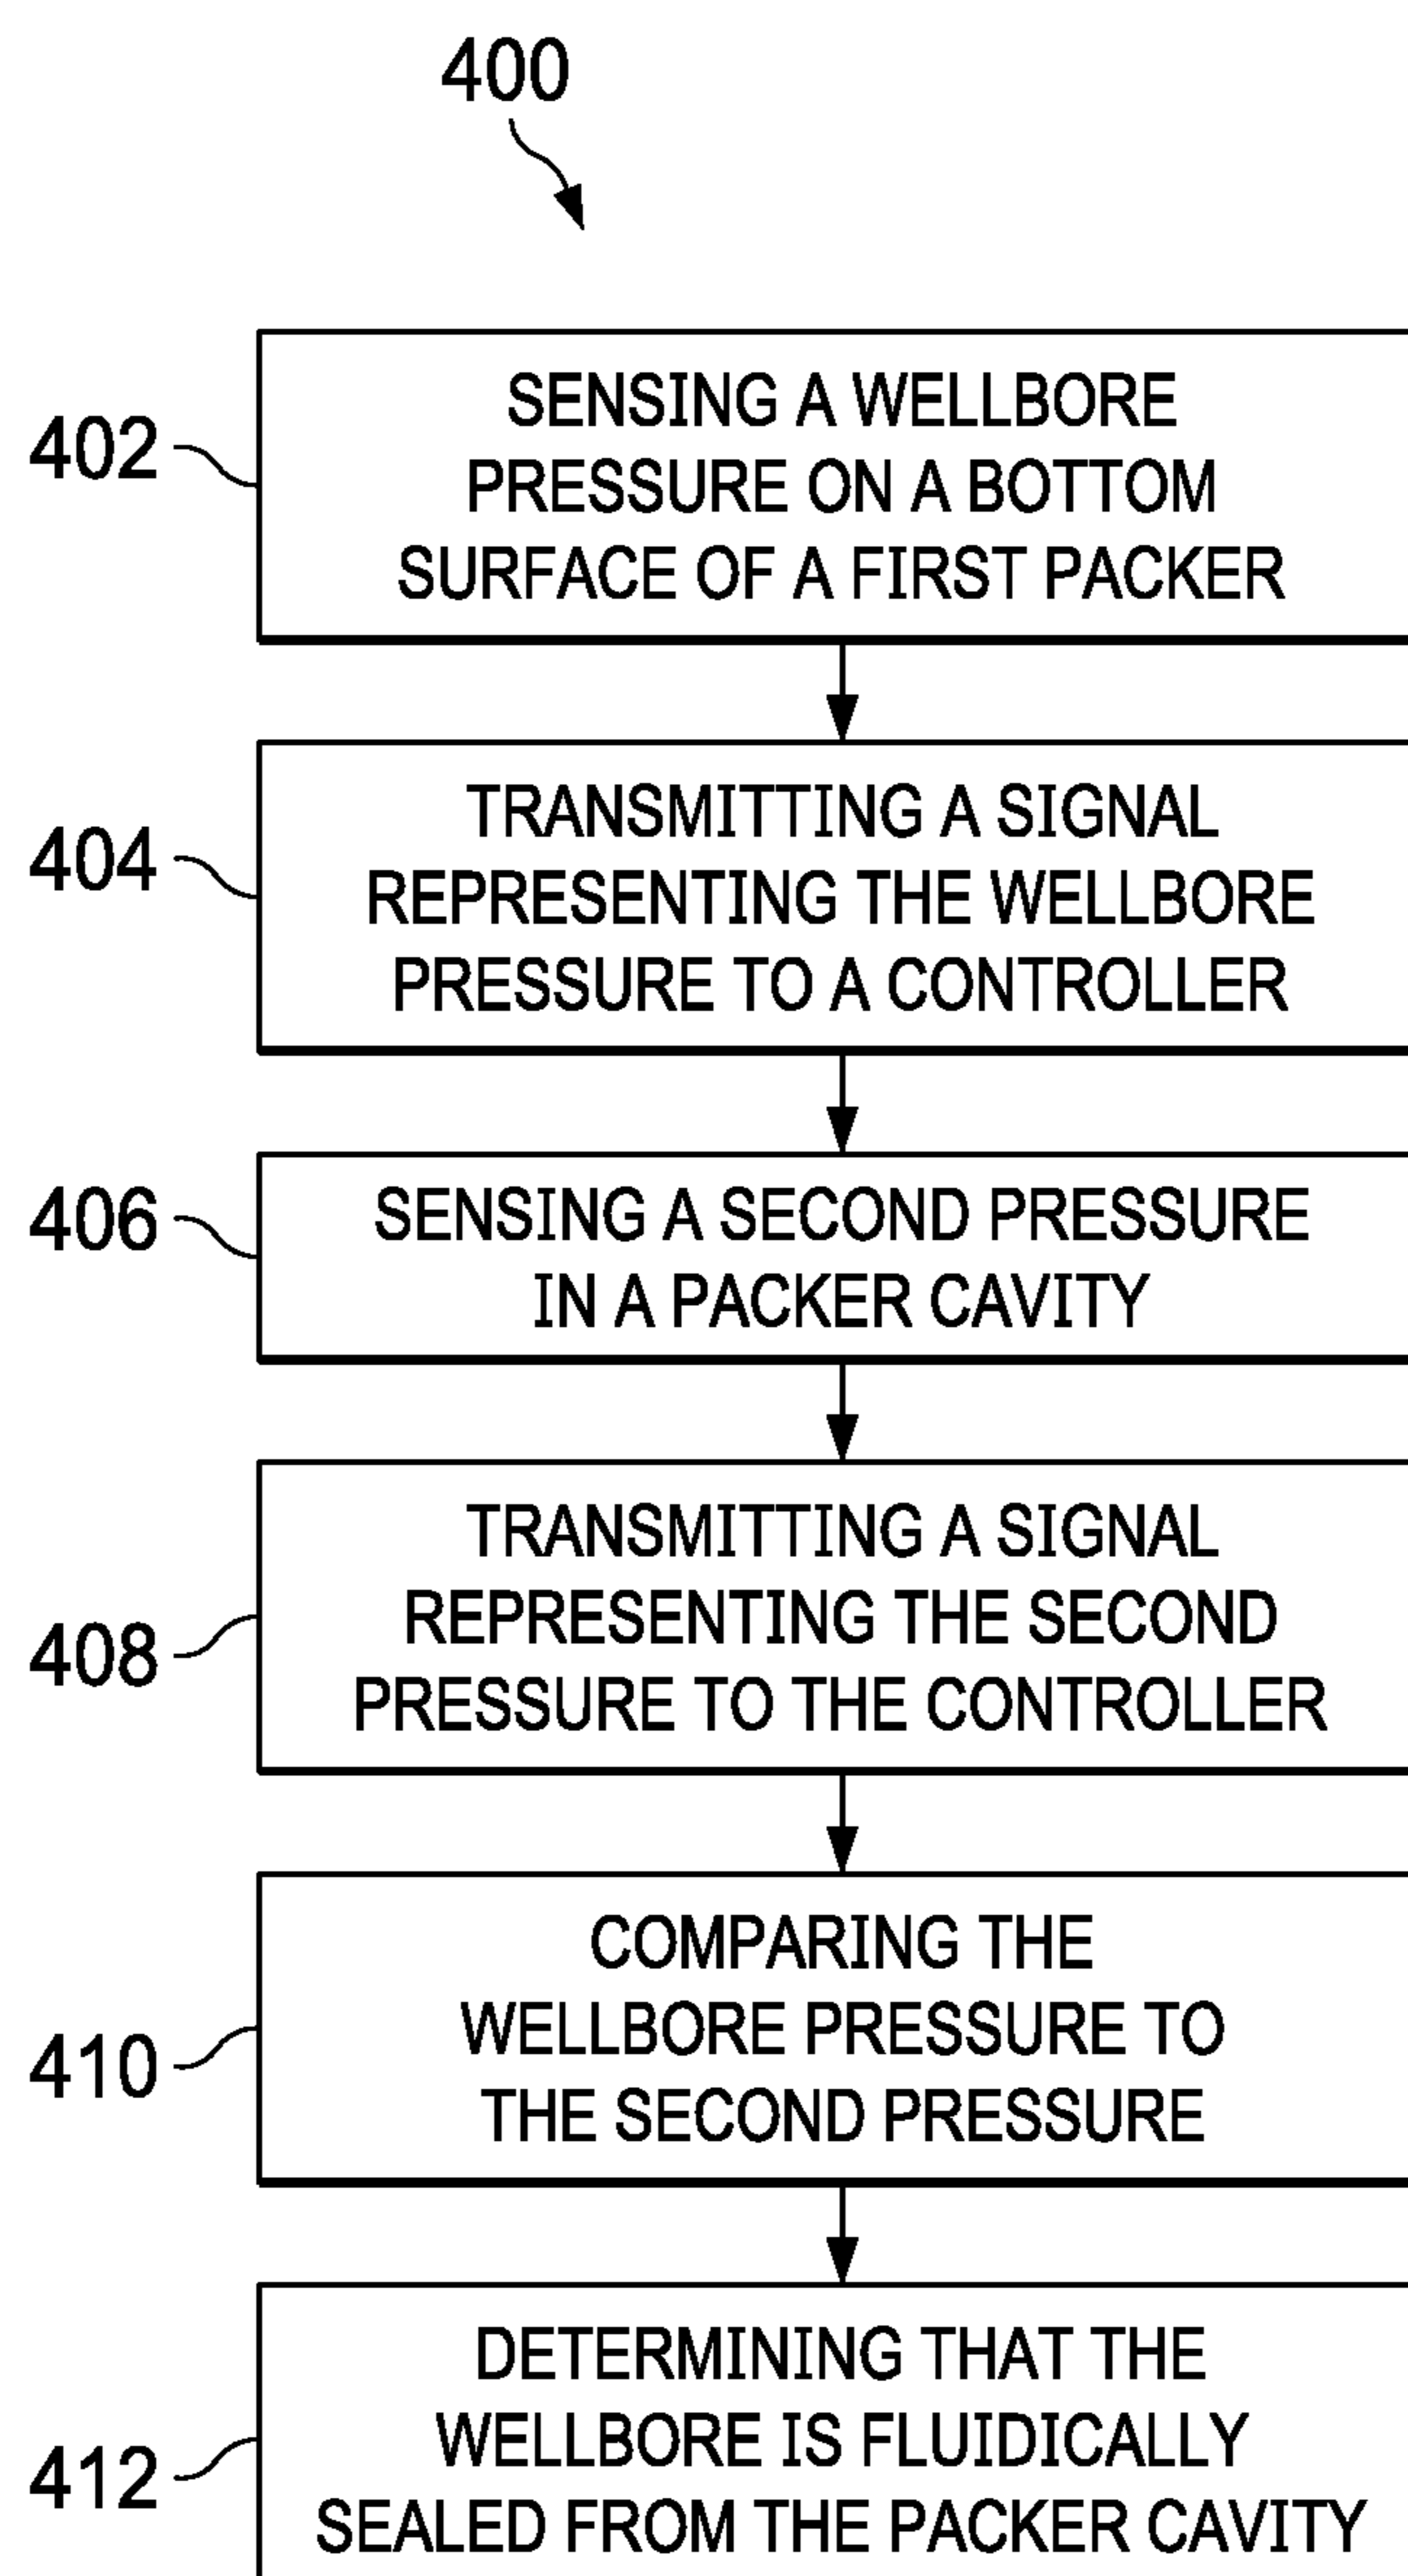 400
402
SENSING A WELLBORE
PRESSURE ON A BOTTOM
SURFACE OF A FIRST PACKER
404
TRANSMITTING A SIGNAL
REPRESENTING THE WELLBORE
PRESSURE TO A CONTROLLER
406
SENSING A SECOND PRESSURE
IN A PACKER CAVITY
408
TRANSMITTING A SIGNAL
REPRESENTING THE SECOND
PRESSURE TO THE CONTROLLER
410
COMPARING THE
WELLBORE PRESSURE TO
THE SECOND PRESSURE
412
DETERMINING THAT THE
WELLBORE IS FLUIDICALLY
SEALED FROM THE PACKER CAVITY